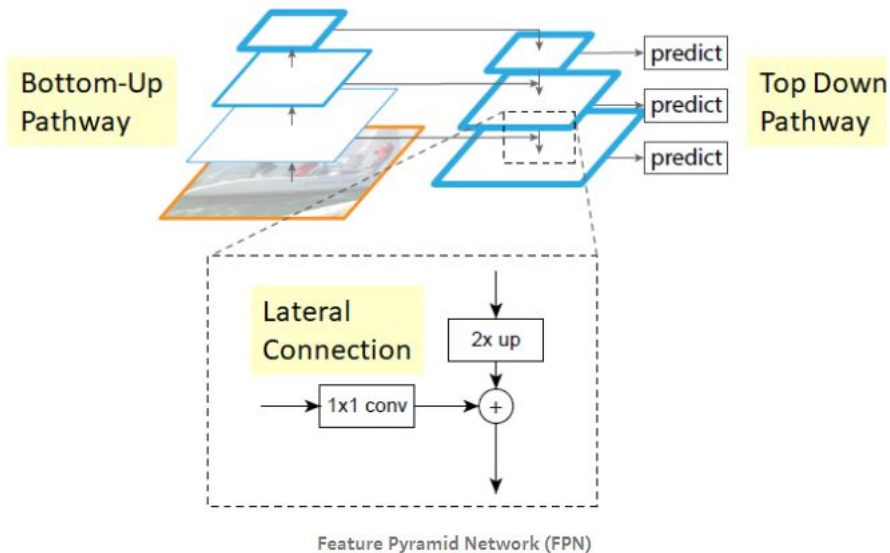 Bottom-Up
Pathway
predict
predict
predict
Top Down
Pathway
Lateral
Connection
2x up
1x1 conv
+
Feature Pyramid Network (FPN)